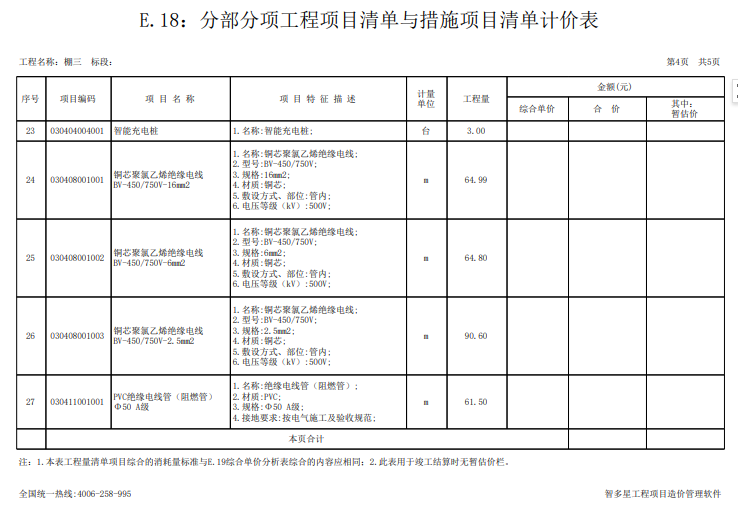 E.18：分部分项工程项目清单与措施项目清单计价表
工程名称：棚三　标段：　第4页　共5页
序号　项目编码　项 目 名 称　项 目 特 征 描 述　计量单位　工程量　金额(元)
综合单价　合　价　其中：暂估价
23　030404004001　智能充电桩　1.名称:智能充电桩;　台　3.00
24　030408001001　铜芯聚氯乙烯绝缘电线 BV-450/750V-16mm2　m　64.99
1.名称:铜芯聚氯乙烯绝缘电线;
2.型号:BV-450/750V;
3.规格:16mm2;
4.材质:铜芯;
5.敷设方式、部位:管内;
6.电压等级（kV）:500V;
25　030408001002　铜芯聚氯乙烯绝缘电线 BV-450/750V-6mm2　m　64.80
1.名称:铜芯聚氯乙烯绝缘电线;
2.型号:BV-450/750V;
3.规格:6mm2;
4.材质:铜芯;
5.敷设方式、部位:管内;
6.电压等级（kV）:500V;
26　030408001003　铜芯聚氯乙烯绝缘电线 BV-450/750V-2.5mm2　m　90.60
1.名称:铜芯聚氯乙烯绝缘电线;
2.型号:BV-450/750V;
3.规格:2.5mm2;
4.材质:铜芯;
5.敷设方式、部位:管内;
6.电压等级（kV）:500V;
27　030411001001　PVC绝缘电线管（阻燃管）Φ50 A级　m　61.50
1.名称:绝缘电线管（阻燃管）;
2.材质:PVC;
3.规格:Φ50 A级;
4.接地要求:按电气施工及验收规范;
本页合计
注：1.本表工程量清单项目综合的消耗量标准与E.19综合单价分析表综合的内容应相同；2.此表用于竣工结算时无暂估价栏。
全国统一热线:4006-258-995　智多星工程项目造价管理软件